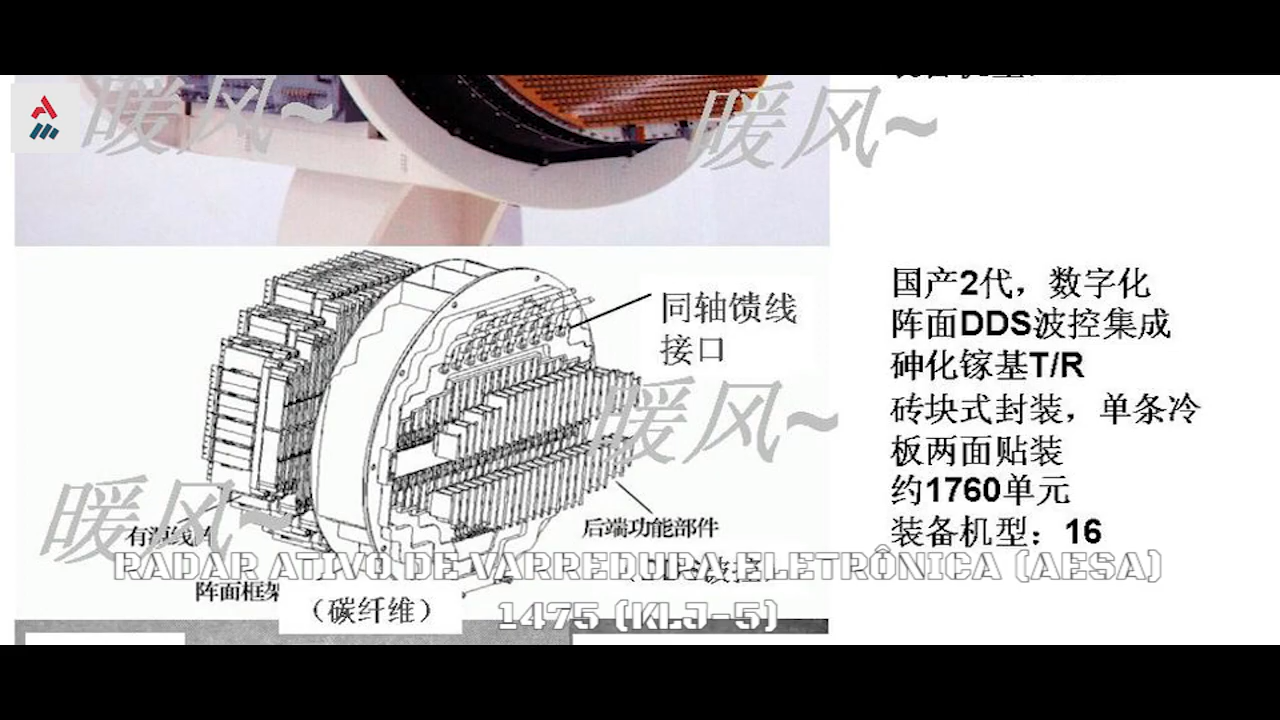 暖风~
暖风~
同轴馈线
接口
国产2代，数字化
阵面DDS波控集成
砷化镓基T/R
砖块式封装，单条冷
板两面贴装
约1760单元
装备机型：16
暖风~
暖风~
后端功能部件
阵面框架
（碳纤维）
RADAR ATIVO DE VARREDURA ELETRÔNICA (AESA)
1475 (KLJ-5)